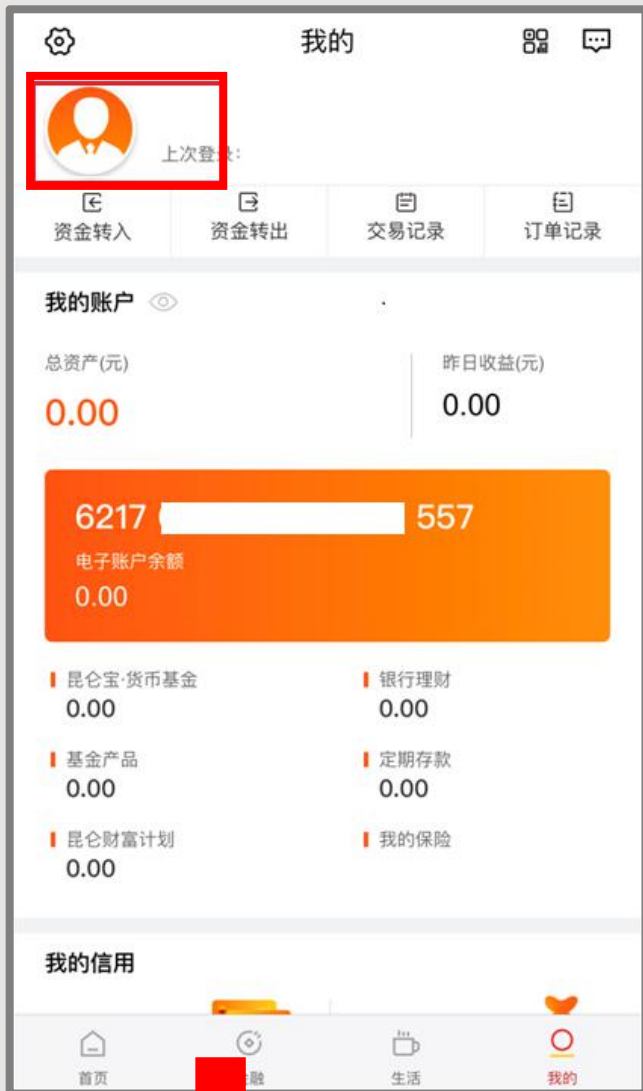 我的
上次登录:
资金转入 资金转出 交易记录 订单记录
我的账户
总资产(元) 昨日收益(元)
0.00 0.00
6217 557
电子账户余额
0.00
昆仑宝·货币基金 银行理财
0.00 0.00
基金产品 定期存款
0.00 0.00
昆仑财富计划 我的保险
0.00
我的信用
首页 融 生活 我的